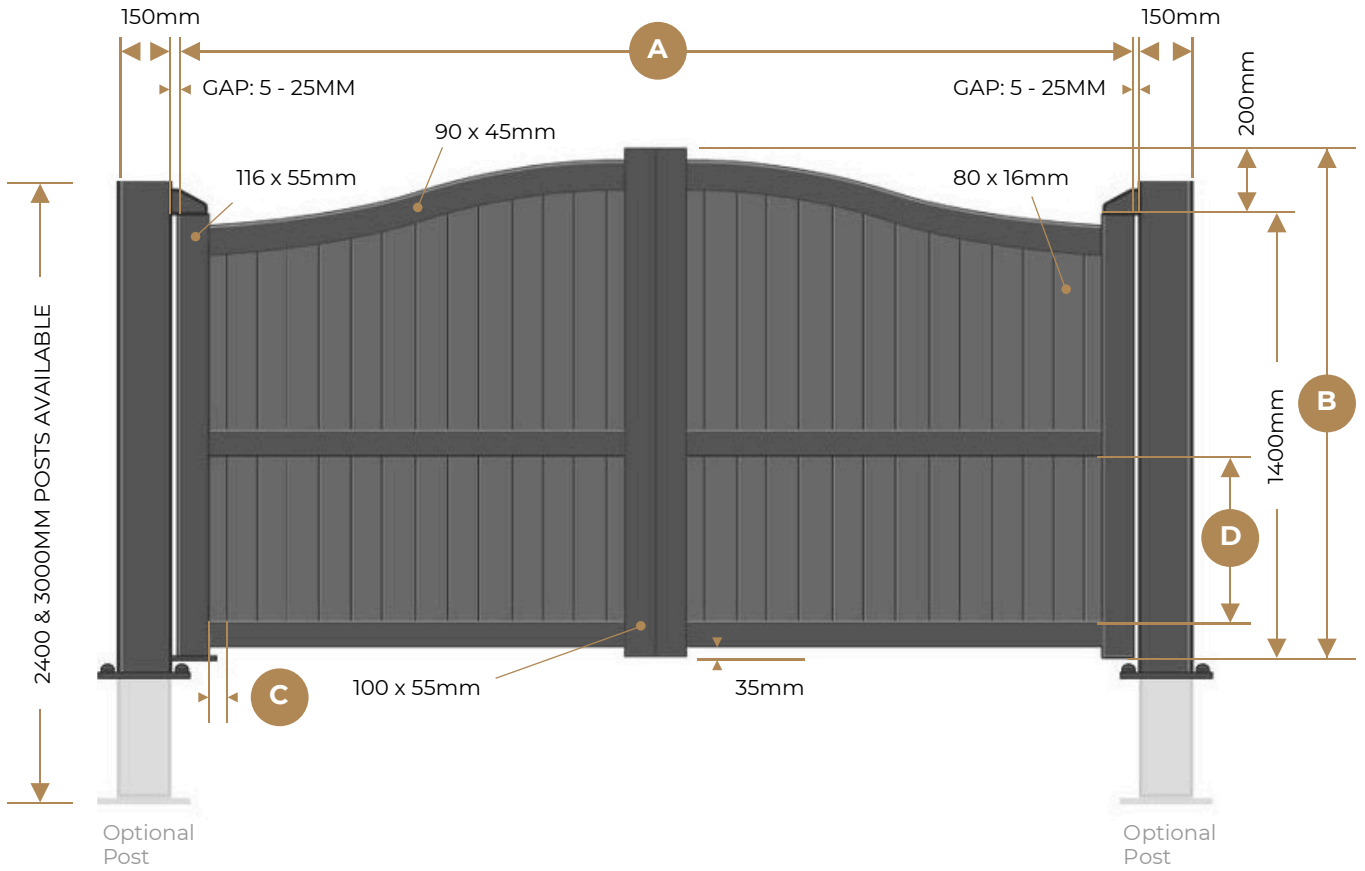 150mm
A
150mm
GAP: 5 - 25MM
GAP: 5 - 25MM
200mm
90 x 45mm
116 x 55mm
80 x 16mm
2400 & 3000MM POSTS AVAILABLE
1400mm
B
D
C
100 x 55mm
35mm
Optional
Post
Optional
Post